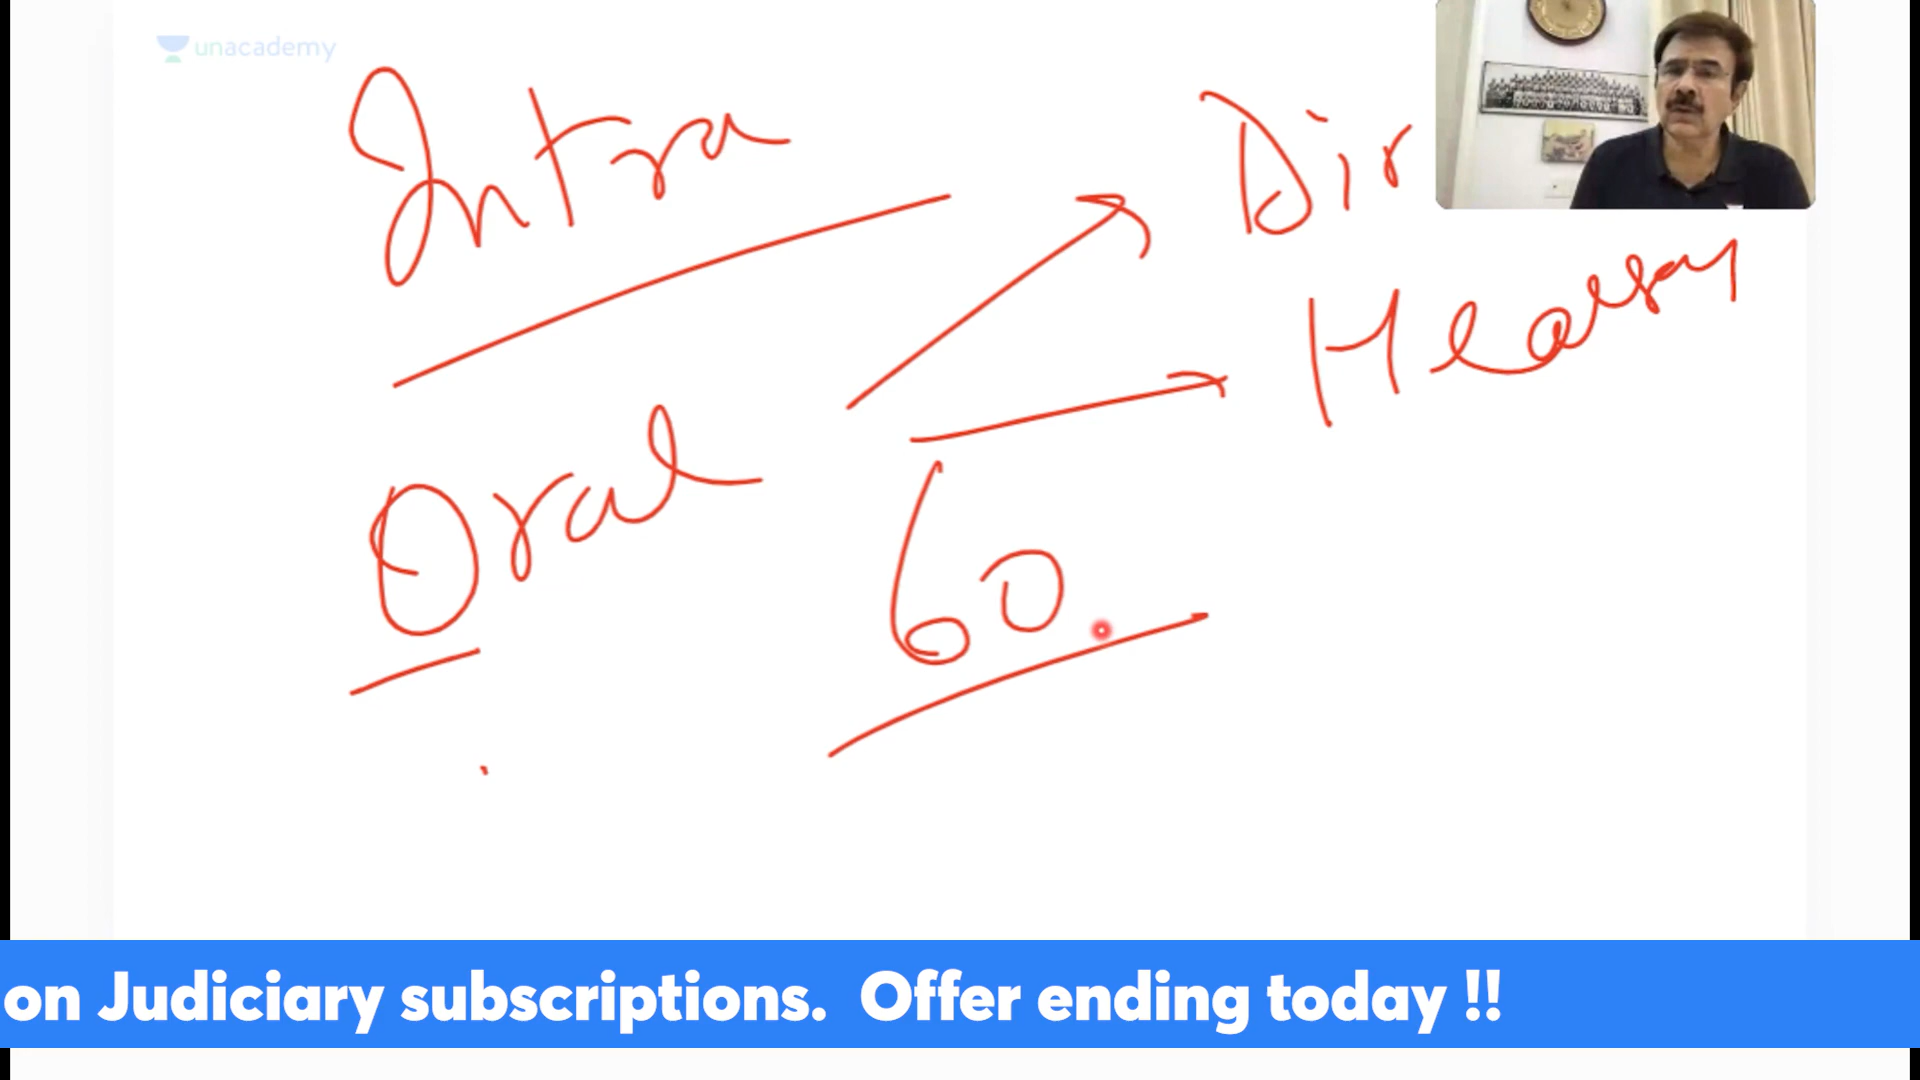 unacademy
Intra
Dir
Hearsay
Oral
60
on Judiciary subscriptions. Offer ending today !!